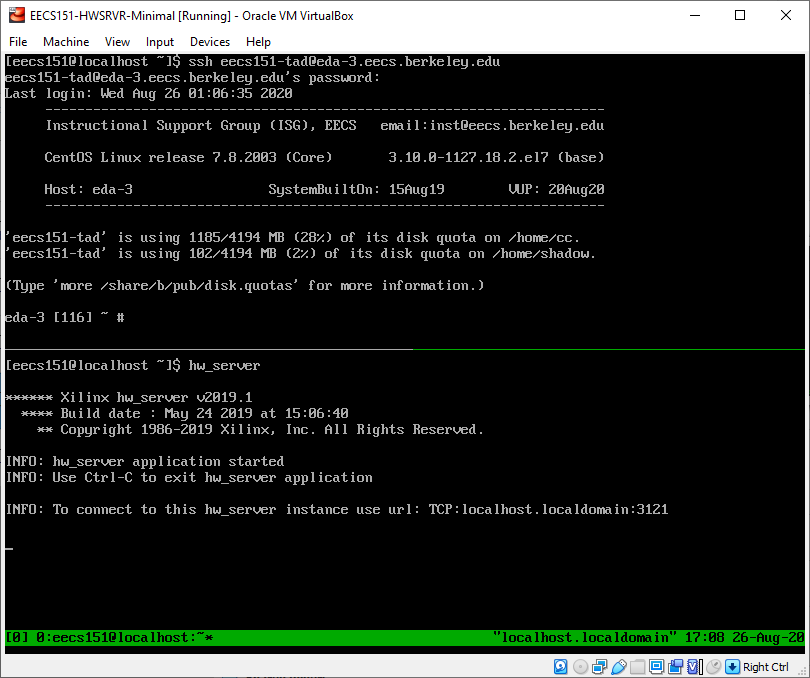 EECS151-HWSRVR-Minimal [Running] - Oracle VM VirtualBox
File Machine View Input Devices Help
[eecs151@localhost ~]$ ssh eecs151-tad@eda-3.eecs.berkeley.edu
eecs151-tad@eda-3.eecs.berkeley.edu's password:
Last login: Wed Aug 26 01:06:35 2020
----------------------------------------------------------------------
Instructional Support Group (ISG), EECS   email:inst@eecs.berkeley.edu
CentOS Linux release 7.8.2003 (Core)       3.10.0-1127.18.2.el7 (base)
Host: eda-3                 SystemBuiltOn: 15Aug19        VUP: 20Aug20
----------------------------------------------------------------------
'eecs151-tad' is using 1185/4194 MB (28%) of its disk quota on /home/cc.
'eecs151-tad' is using 102/4194 MB (2%) of its disk quota on /home/shadow.
(Type 'more /share/b/pub/disk.quotas' for more information.)
eda-3 [116] ~ #
[eecs151@localhost ~]$ hw_server
****** Xilinx hw_server v2019.1
**** Build date : May 24 2019 at 15:06:40
** Copyright 1986-2019 Xilinx, Inc. All Rights Reserved.
INFO: hw_server application started
INFO: Use Ctrl-C to exit hw_server application
INFO: To connect to this hw_server instance use url: TCP:localhost.localdomain:3121
[0] 0:eecs151@localhost:~* "localhost.localdomain" 17:08 26-Aug-20
Right Ctrl